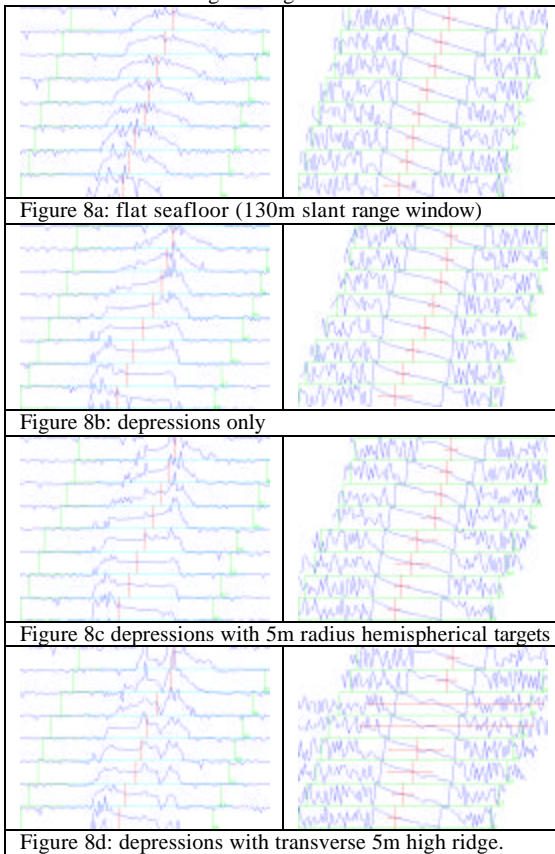 Figure 8a: flat seafloor (130m slant range window)
Figure 8b: depressions only
Figure 8c depressions with 5m radius hemispherical targets
Figure 8d: depressions with transverse 5m high ridge.